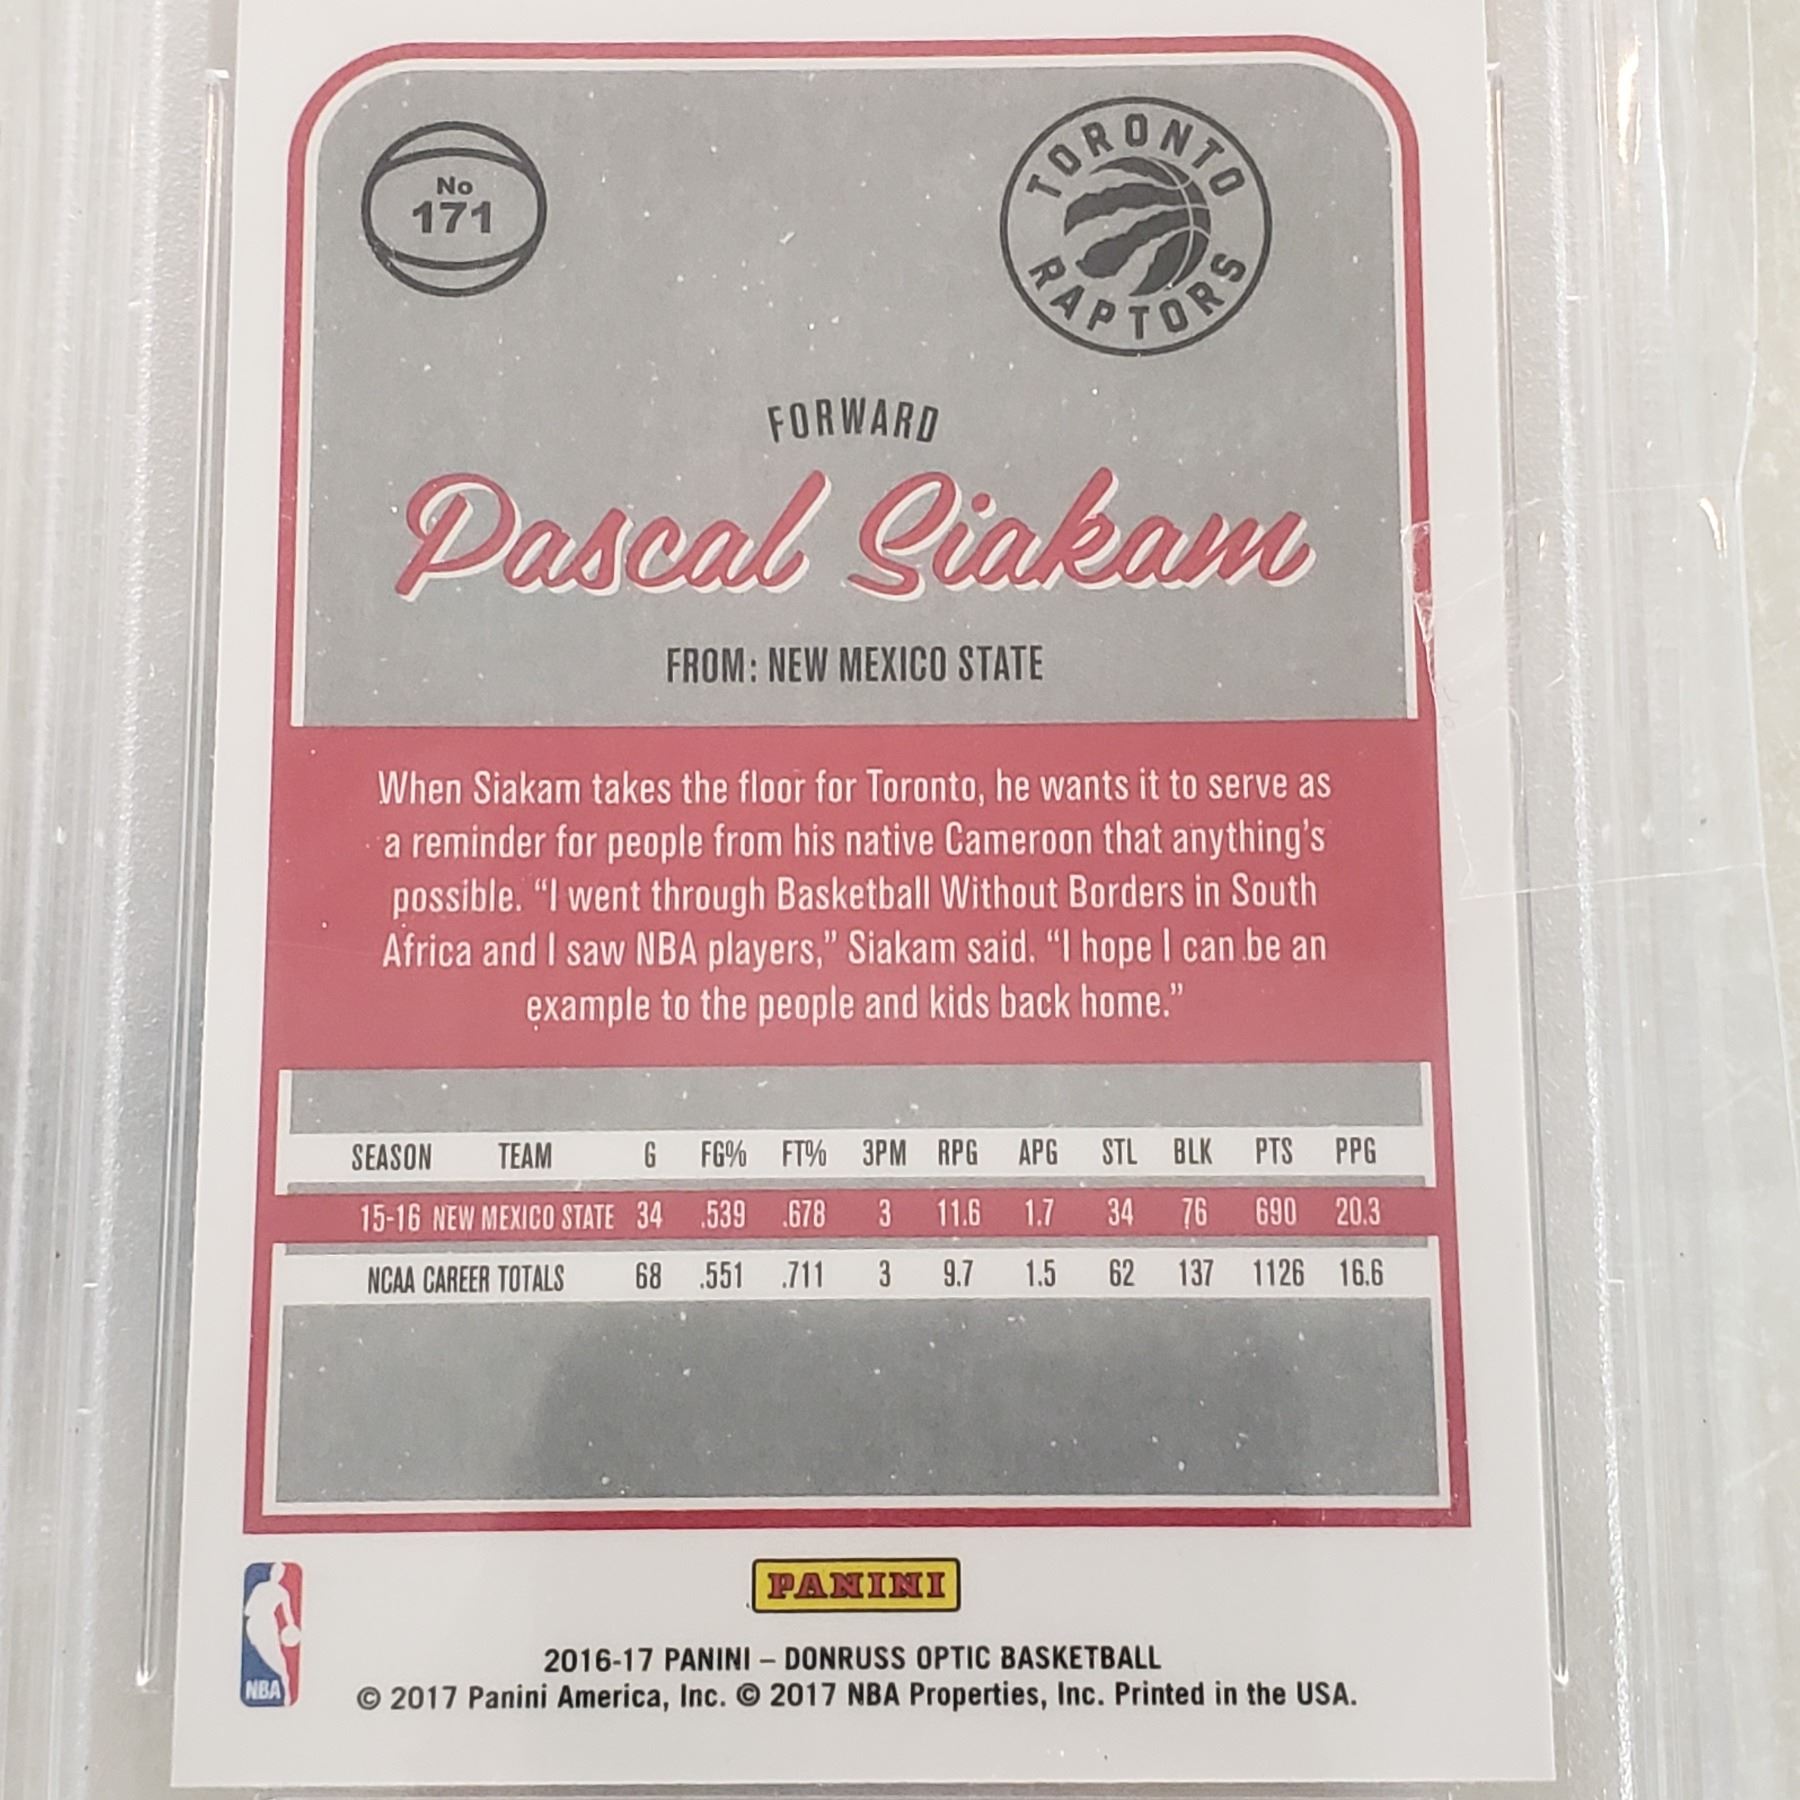 No
171
TORONTO
RAPTORS
FORWARD
Pascal Siakam
FROM: NEW MEXICO STATE
When Siakam takes the floor for Toronto, he wants it to serve as
a reminder for people from his native Cameroon that anything's
possible. “I went through Basketball Without Borders in South
Africa and I saw NBA players,” Siakam said. “I hope I can be an
example to the people and kids back home.”
SEASON TEAM G FG% FT% 3PM RPG APG STL BLK PTS PPG
15-16 NEW MEXICO STATE 34 .539 .678 3 11.6 1.7 34 76 690 20.3
NCAA CAREER TOTALS 68 .551 .711 3 9.7 1.5 62 137 1126 16.6
PANINI
NBA
2016-17 PANINI – DONRUSS OPTIC BASKETBALL
© 2017 Panini America, Inc. © 2017 NBA Properties, Inc. Printed in the USA.